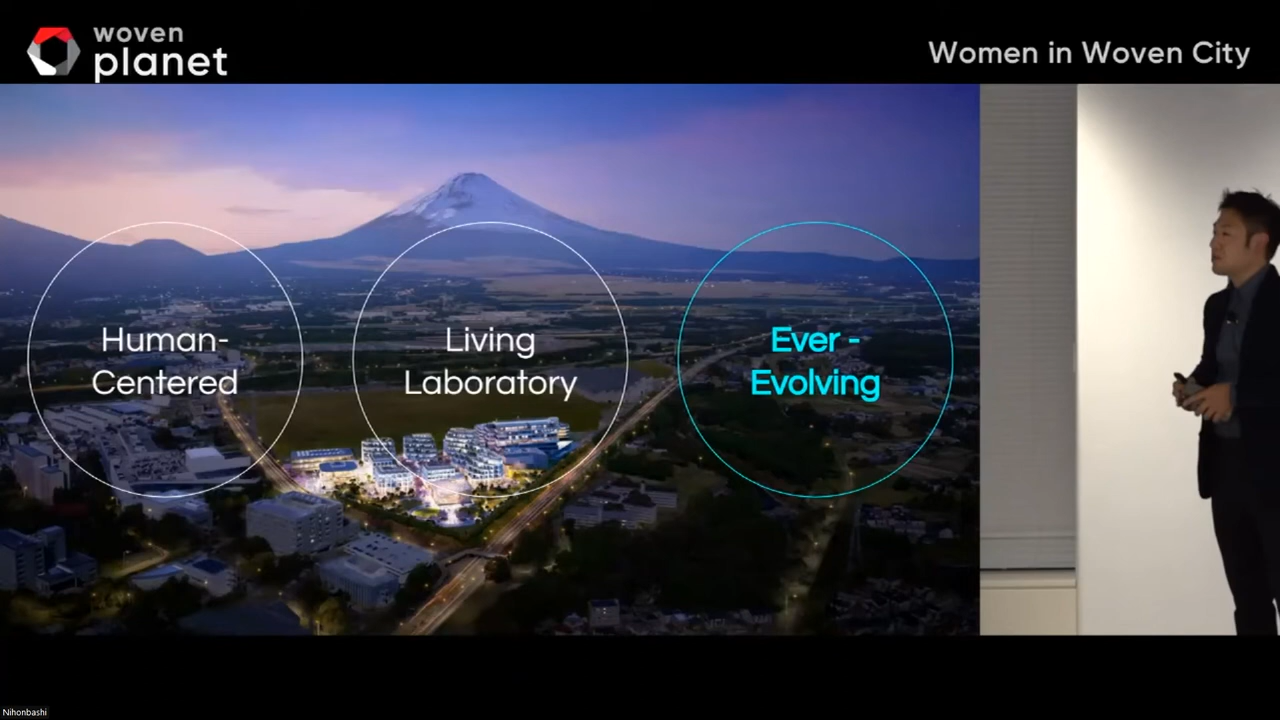 woven
planet
Women in Woven City
Human-
Centered
Living
Laboratory
Ever -
Evolving
Nihonbashi